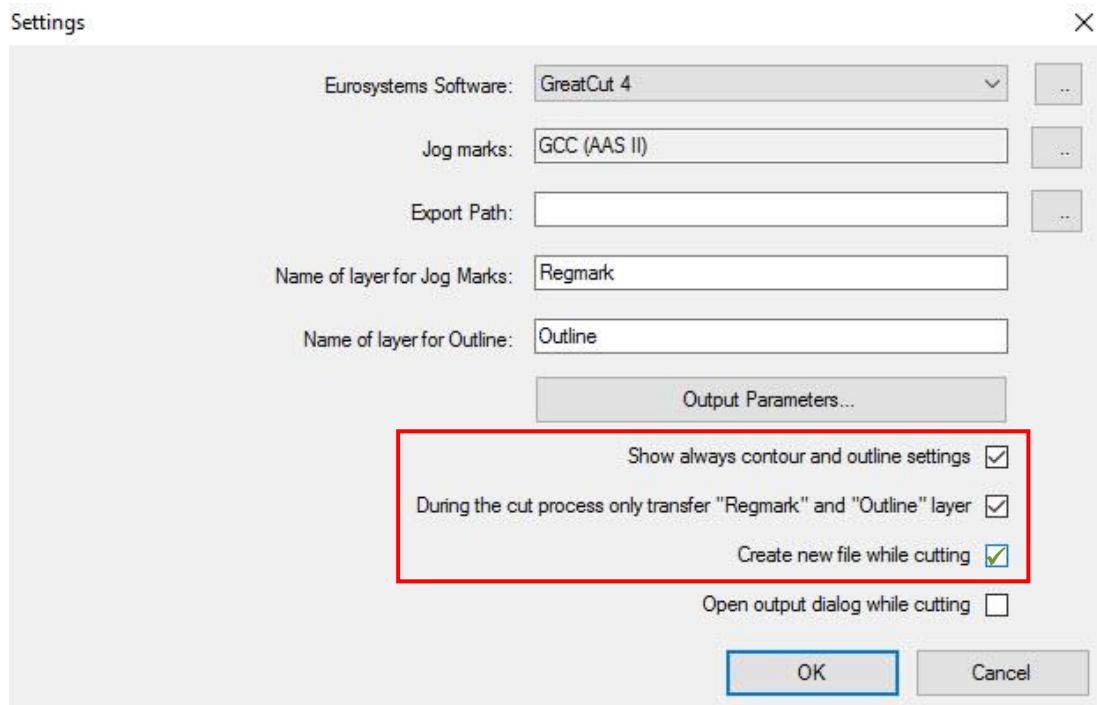 Settings
Eurosystems Software: GreatCut 4 ..
Jog marks: GCC (AAS II) ..
Export Path: ..
Name of layer for Jog Marks: Regmark
Name of layer for Outline: Outline
Output Parameters...
Show always contour and outline settings
During the cut process only transfer "Regmark" and "Outline" layer
Create new file while cutting
Open output dialog while cutting
OK Cancel